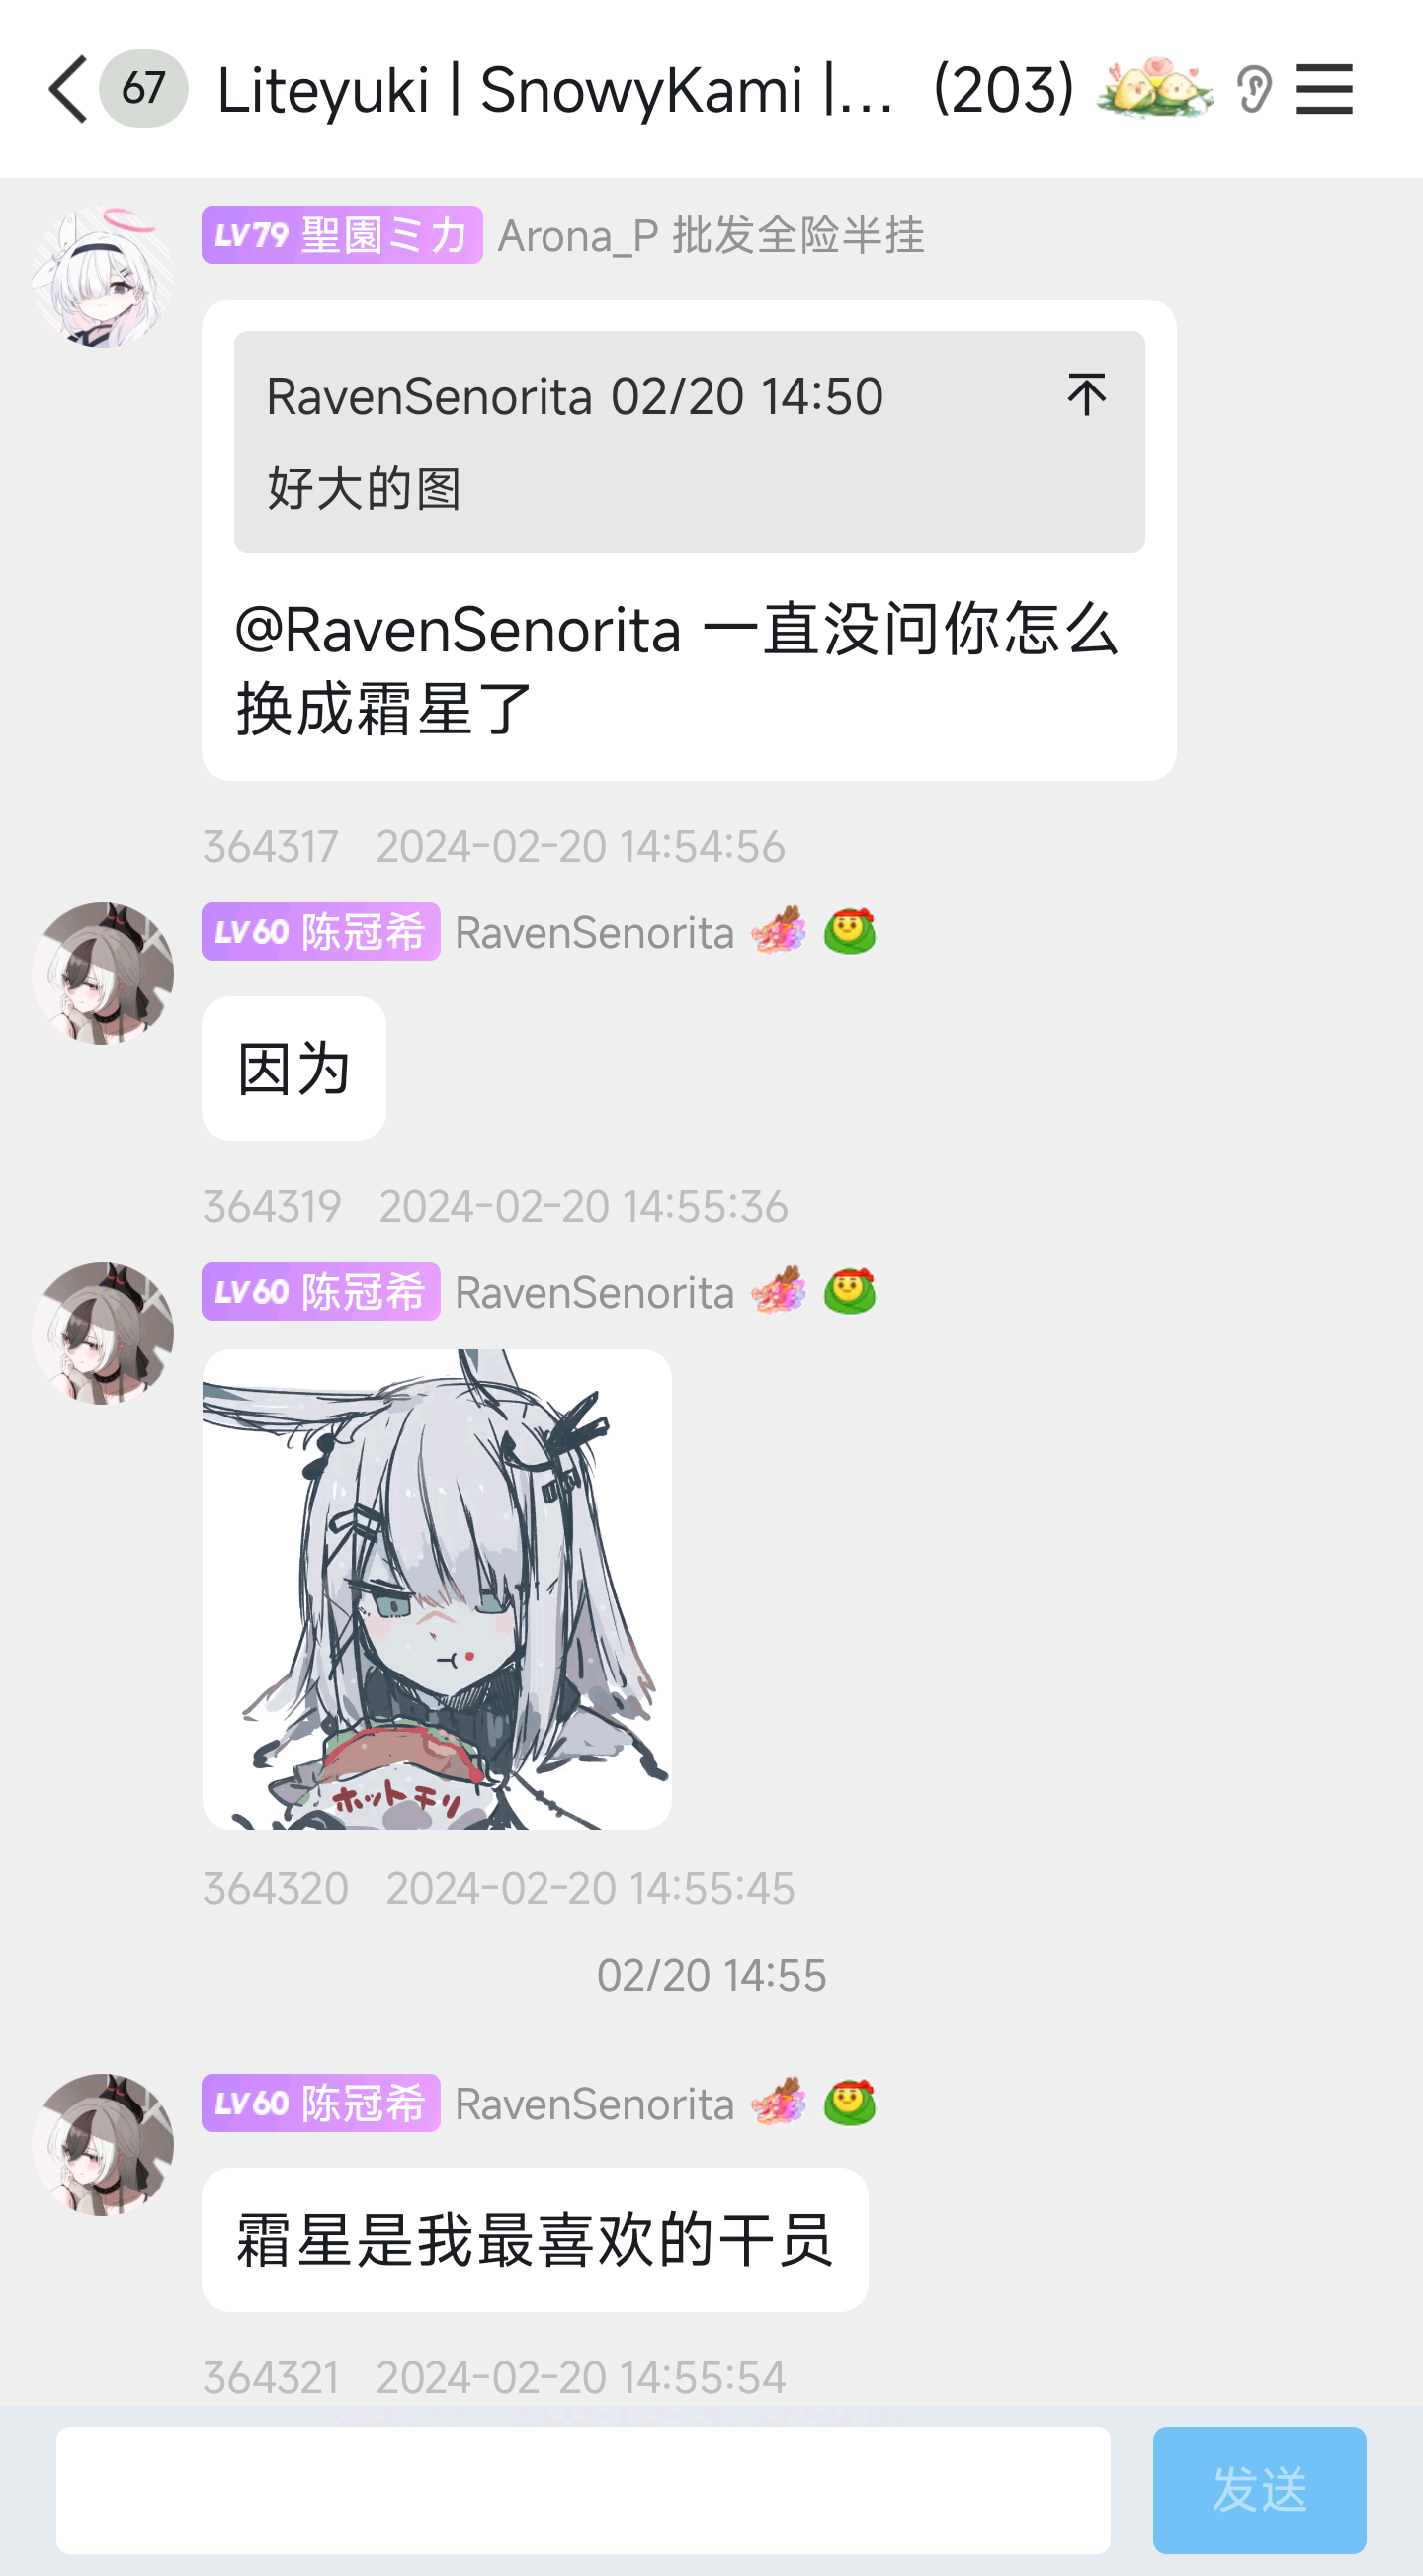 67 Liteyuki | SnowyKami |... (203)
LV79 聖園ミカ Arona_P 批发全险半挂
RavenSenorita 02/20 14:50
好大的图
@RavenSenorita 一直没问你怎么
换成霜星了
364317 2024-02-20 14:54:56
LV60 陈冠希 RavenSenorita
因为
364319 2024-02-20 14:55:36
LV60 陈冠希 RavenSenorita
ホットモリ
364320 2024-02-20 14:55:45
02/20 14:55
LV60 陈冠希 RavenSenorita
霜星是我最喜欢的干员
364321 2024-02-20 14:55:54
发送